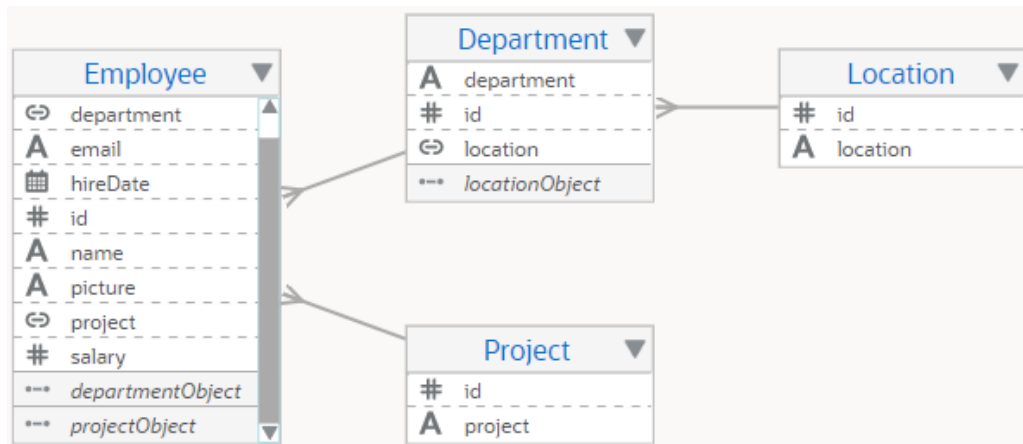 Employee
department
email
hireDate
id
name
picture
project
salary
departmentObject
projectObject
Department
department
id
location
locationObject
Project
id
project
Location
id
location